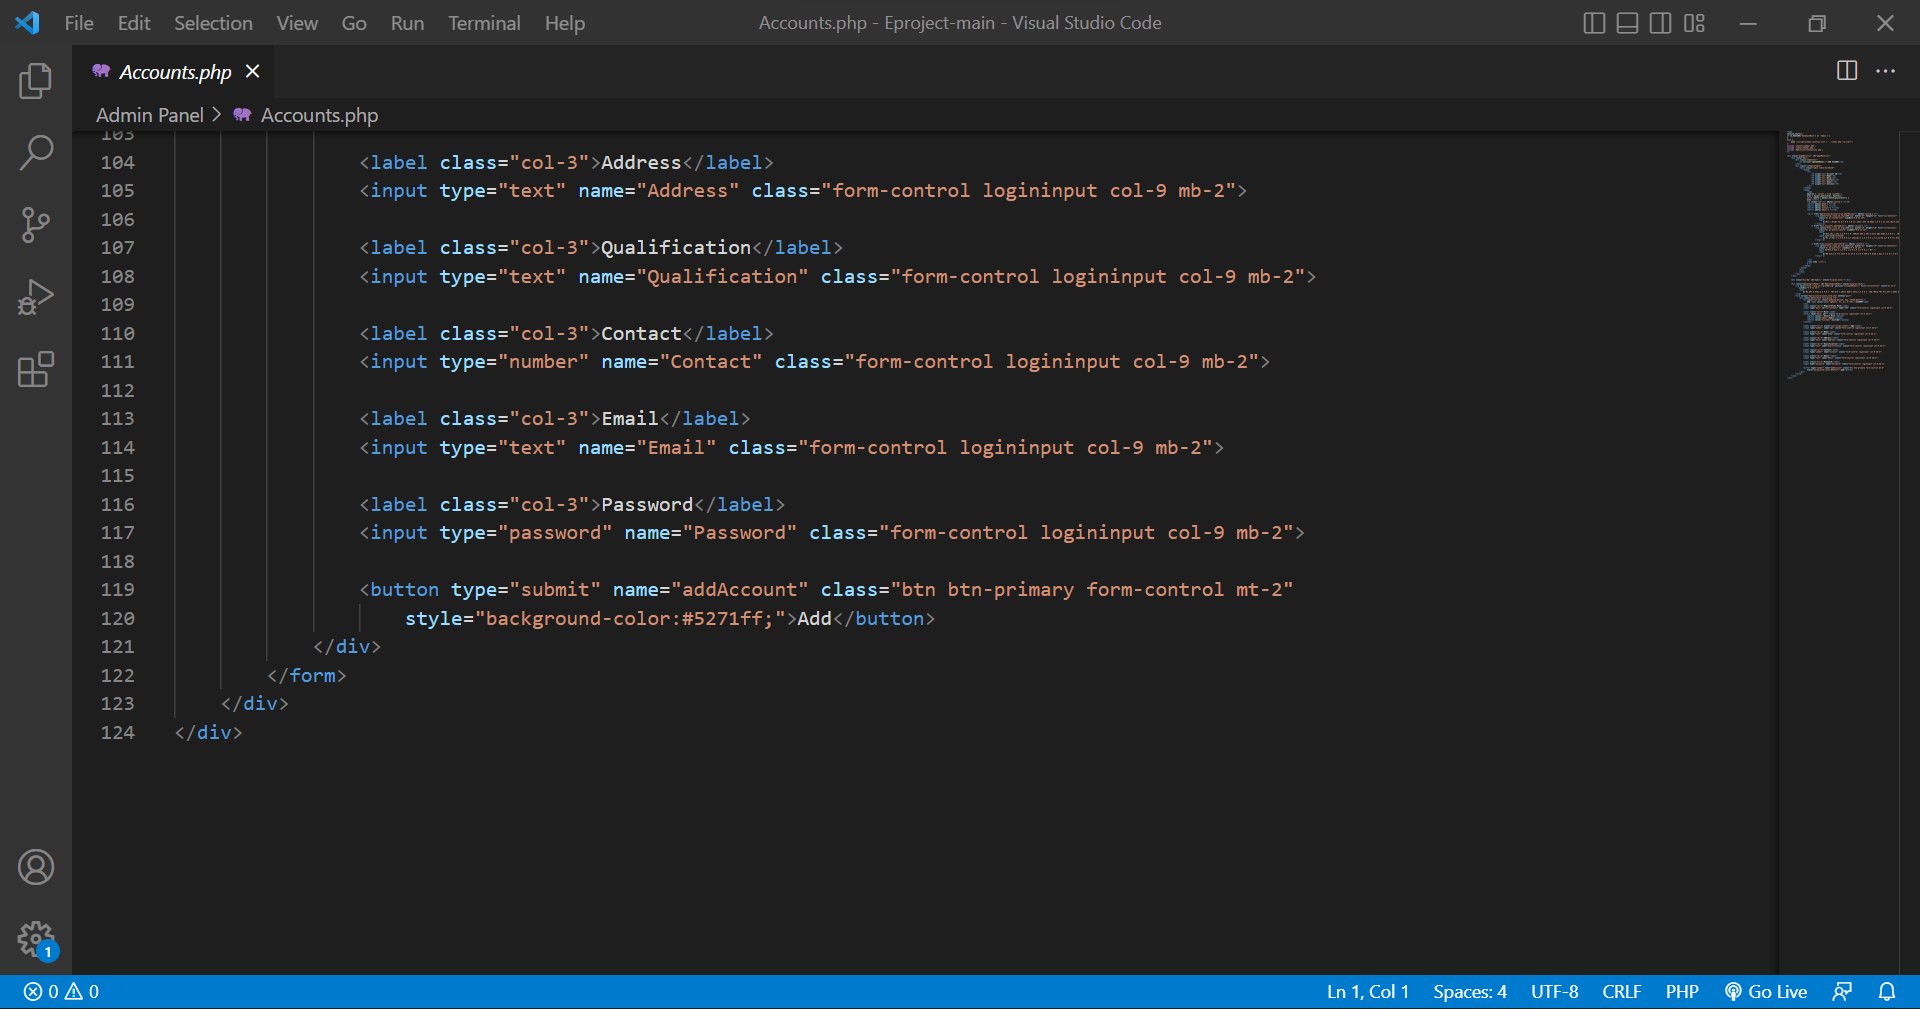 File Edit Selection View Go Run Terminal Help
Accounts.php - Eproject-main - Visual Studio Code
Accounts.php
Admin Panel > Accounts.php
103
104 <label class="col-3">Address</label>
105 <input type="text" name="Address" class="form-control logininput col-9 mb-2">
106
107 <label class="col-3">Qualification</label>
108 <input type="text" name="Qualification" class="form-control logininput col-9 mb-2">
109
110 <label class="col-3">Contact</label>
111 <input type="number" name="Contact" class="form-control logininput col-9 mb-2">
112
113 <label class="col-3">Email</label>
114 <input type="text" name="Email" class="form-control logininput col-9 mb-2">
115
116 <label class="col-3">Password</label>
117 <input type="password" name="Password" class="form-control logininput col-9 mb-2">
118
119 <button type="submit" name="addAccount" class="btn btn-primary form-control mt-2"
120 style="background-color:#5271ff;">Add</button>
121 </div>
122 </form>
123 </div>
124 </div>
1
0 0 Ln 1, Col 1 Spaces: 4 UTF-8 CRLF PHP Go Live